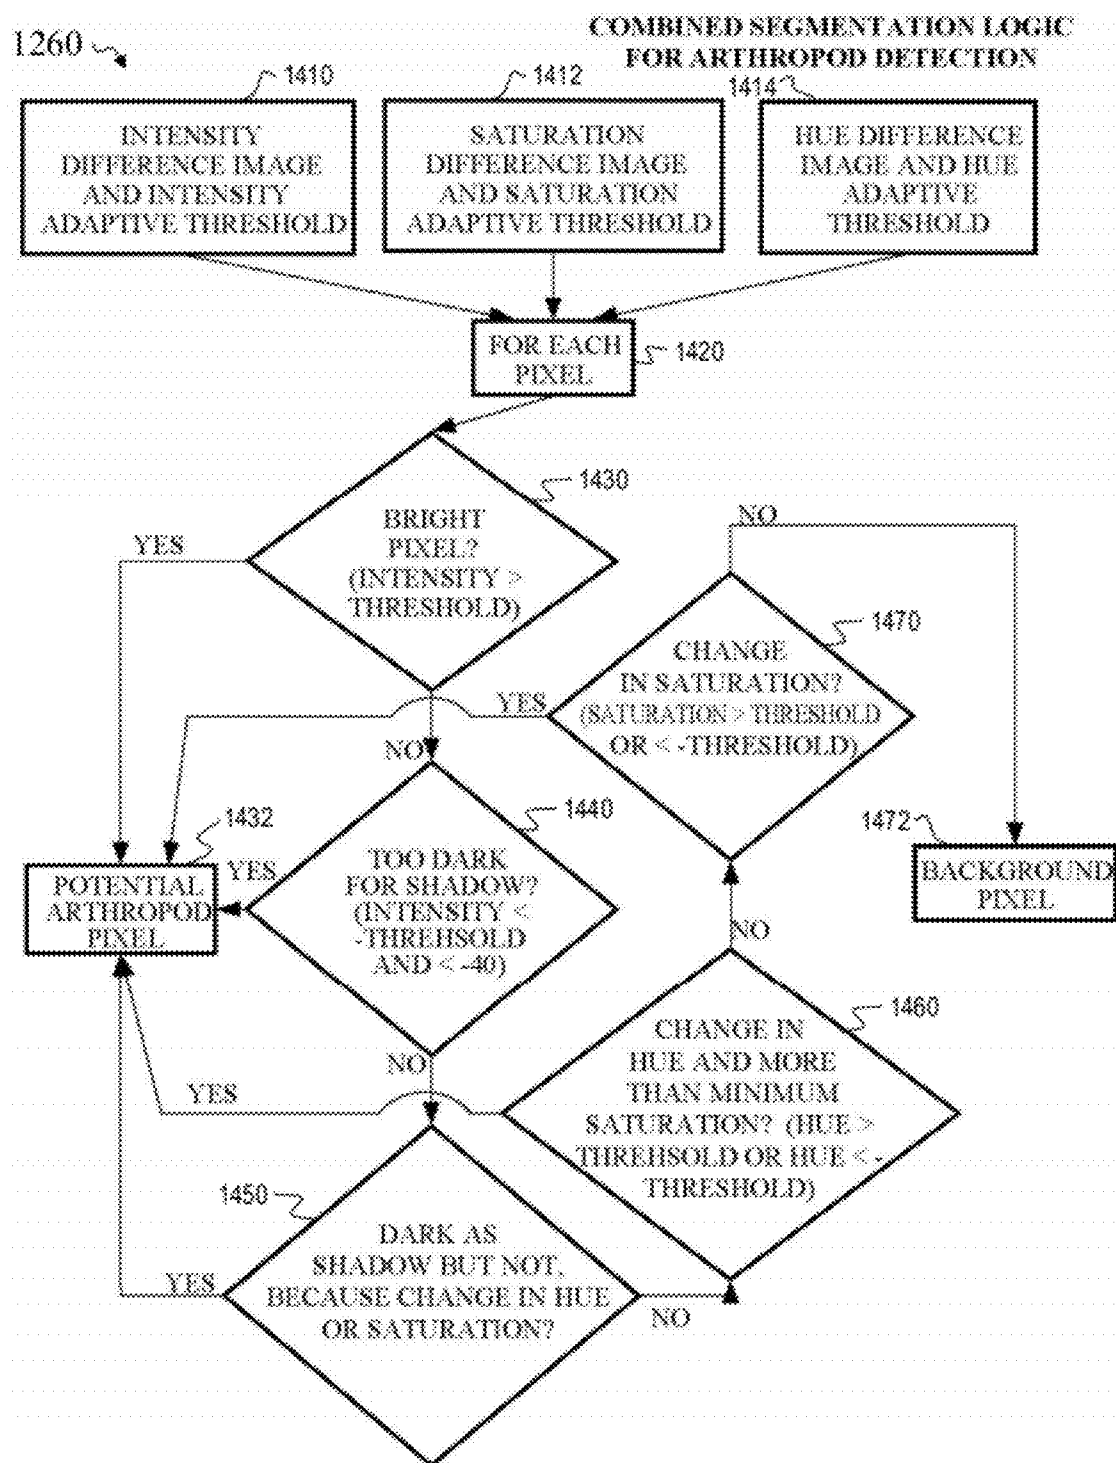 1260
COMBINED SEGMENTATION LOGIC
FOR ARTHROPOD DETECTION
1410
INTENSITY
DIFFERENCE IMAGE
AND INTENSITY
ADAPTIVE THRESHOLD
1412
SATURATION
DIFFERENCE IMAGE
AND SATURATION
ADAPTIVE THRESHOLD
1414
HUE DIFFERENCE
IMAGE AND HUE
ADAPTIVE
THRESHOLD
FOR EACH
PIXEL
1420
1430
BRIGHT
PIXEL?
(INTENSITY >
THRESHOLD)
YES
NO
NO
1470
CHANGE
IN SATURATION?
(SATURATION > THRESHOLD
OR < -THRESHOLD)
YES
1472
BACKGROUND
PIXEL
1432
POTENTIAL
ARTHROPOD
PIXEL
YES
1440
TOO DARK
FOR SHADOW?
(INTENSITY <
-THREHSOLD
AND < -40)
NO
NO
1460
CHANGE IN
HUE AND MORE
THAN MINIMUM
SATURATION? (HUE >
THREHSOLD OR HUE < -
THRESHOLD)
YES
1450
DARK AS
SHADOW BUT NOT,
BECAUSE CHANGE IN HUE
OR SATURATION?
YES
NO